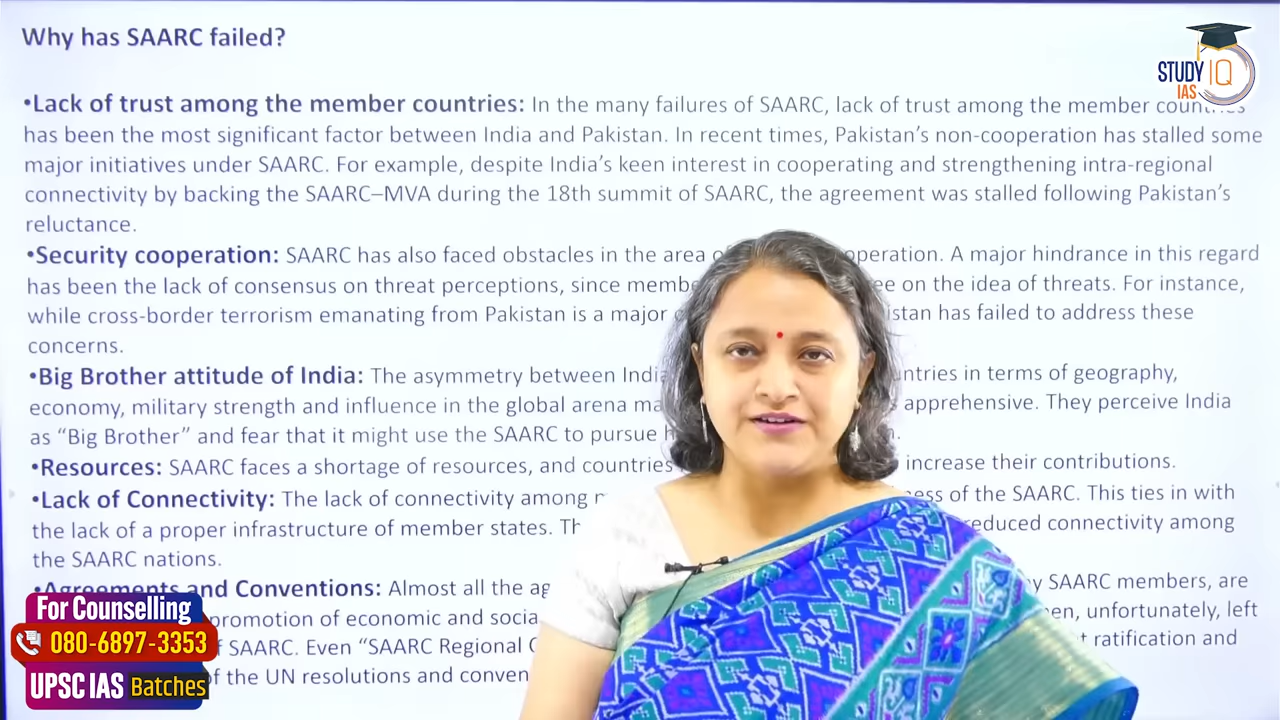 Why has SAARC failed?
STUDY IQ
IAS
•Lack of trust among the member countries: In the many failures of SAARC, lack of trust among the member countries
has been the most significant factor between India and Pakistan. In recent times, Pakistan's non-cooperation has stalled some
major initiatives under SAARC. For example, despite India's keen interest in cooperating and strengthening intra-regional
connectivity by backing the SAARC–MVA during the 18th summit of SAARC, the agreement was stalled following Pakistan's
reluctance.
•Security cooperation: SAARC has also faced obstacles in the area operation. A major hindrance in this regard
has been the lack of consensus on threat perceptions, since memb ee on the idea of threats. For instance,
while cross-border terrorism emanating from Pakistan is a major istan has failed to address these
concerns.
•Big Brother attitude of India: The asymmetry between India ntries in terms of geography,
economy, military strength and influence in the global arena ma apprehensive. They perceive India
as “Big Brother” and fear that it might use the SAARC to pursue
•Resources: SAARC faces a shortage of resources, and countries increase their contributions.
•Lack of Connectivity: The lack of connectivity among ess of the SAARC. This ties in with
the lack of a proper infrastructure of member states. Th reduced connectivity among
the SAARC nations.
•Agreements and Conventions: Almost all the ag y SAARC members, are
promotion of economic and socia en, unfortunately, left
f SAARC. Even “SAARC Regional t ratification and
of the UN resolutions and conven
For Counselling
080-6897-3353
UPSC IAS Batches